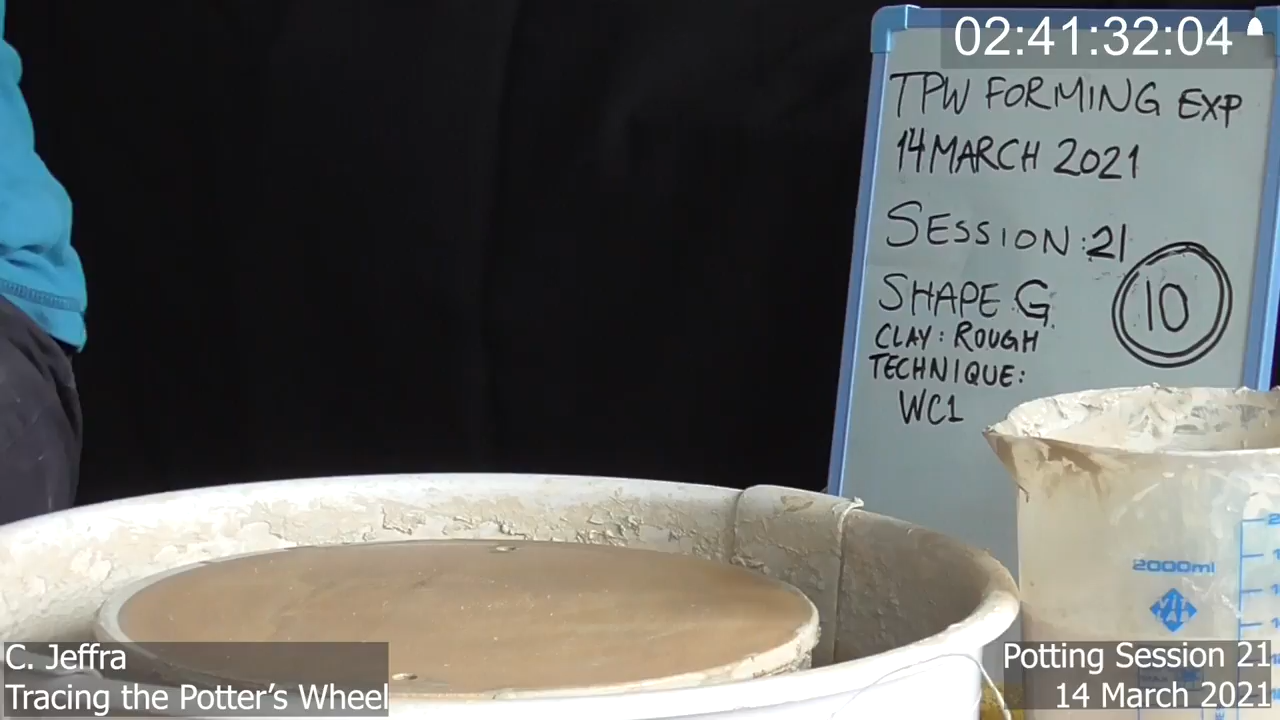 02:41:32:04
TPW FORMING EXP
14 MARCH 2021
SESSION: 21
SHAPE G
10
CLAY: ROUGH
TECHNIQUE:
WC1
2000ml
C. Jeffra
Tracing the Potter's Wheel
Potting Session 21
14 March 2021